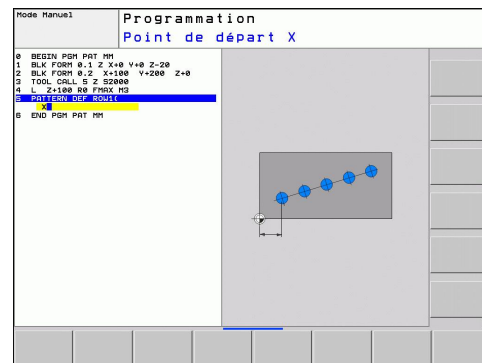 Mode Manuel
Programmation
Point de départ X
0 BEGIN PGM PAT MM
1 BLK FORM 0.1 Z X+0 Y+0 Z-20
2 BLK FORM 0.2 X+100 Y+200 Z+0
3 TOOL CALL 5 Z S2000
4 L Z+100 R0 FMAX M3
5 PATTERN DEF ROW1(
X
6 END PGM PAT MM